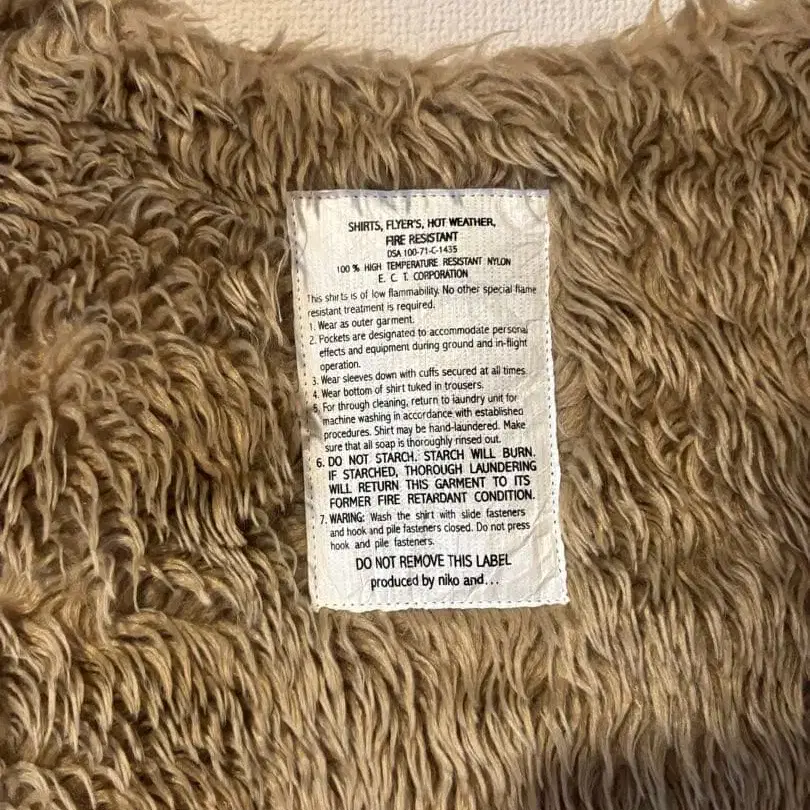 SHIRTS, FLYER'S, HOT WEATHER,
FIRE RESISTANT
DSA 100-71-C-1435
100 % HIGH TEMPERATURE RESISTANT NYLON
E. C. T. CORPORATION
This shirts is of low flammability. No other special flame
resistant treatment is required.
1. Wear as outer garment.
2. Pockets are designated to accommodate personal
effects and equipment during ground and in-flight
operation.
3. Wear sleeves down with cuffs secured at all times.
4. Wear bottom of shirt tuked in trousers.
5. For through cleaning, return to laundry unit for
machine washing in accordance with established
procedures. Shirt may be hand-laundered. Make
sure that all soap is thoroughly rinsed out.
6. DO NOT STARCH. STARCH WILL BURN.
IF STARCHED, THOROUGH LAUNDERING
WILL RETURN THIS GARMENT TO ITS
FORMER FIRE RETARDANT CONDITION.
7. WARING: Wash the shirt with slide fasteners
and hook and pile fasteners closed. Do not press
hook and pile fasteners.
DO NOT REMOVE THIS LABEL
produced by niko and...